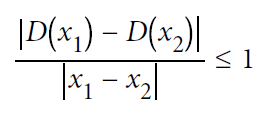 |D(x₁) − D(x₂)| / |x₁ − x₂| ≤ 1